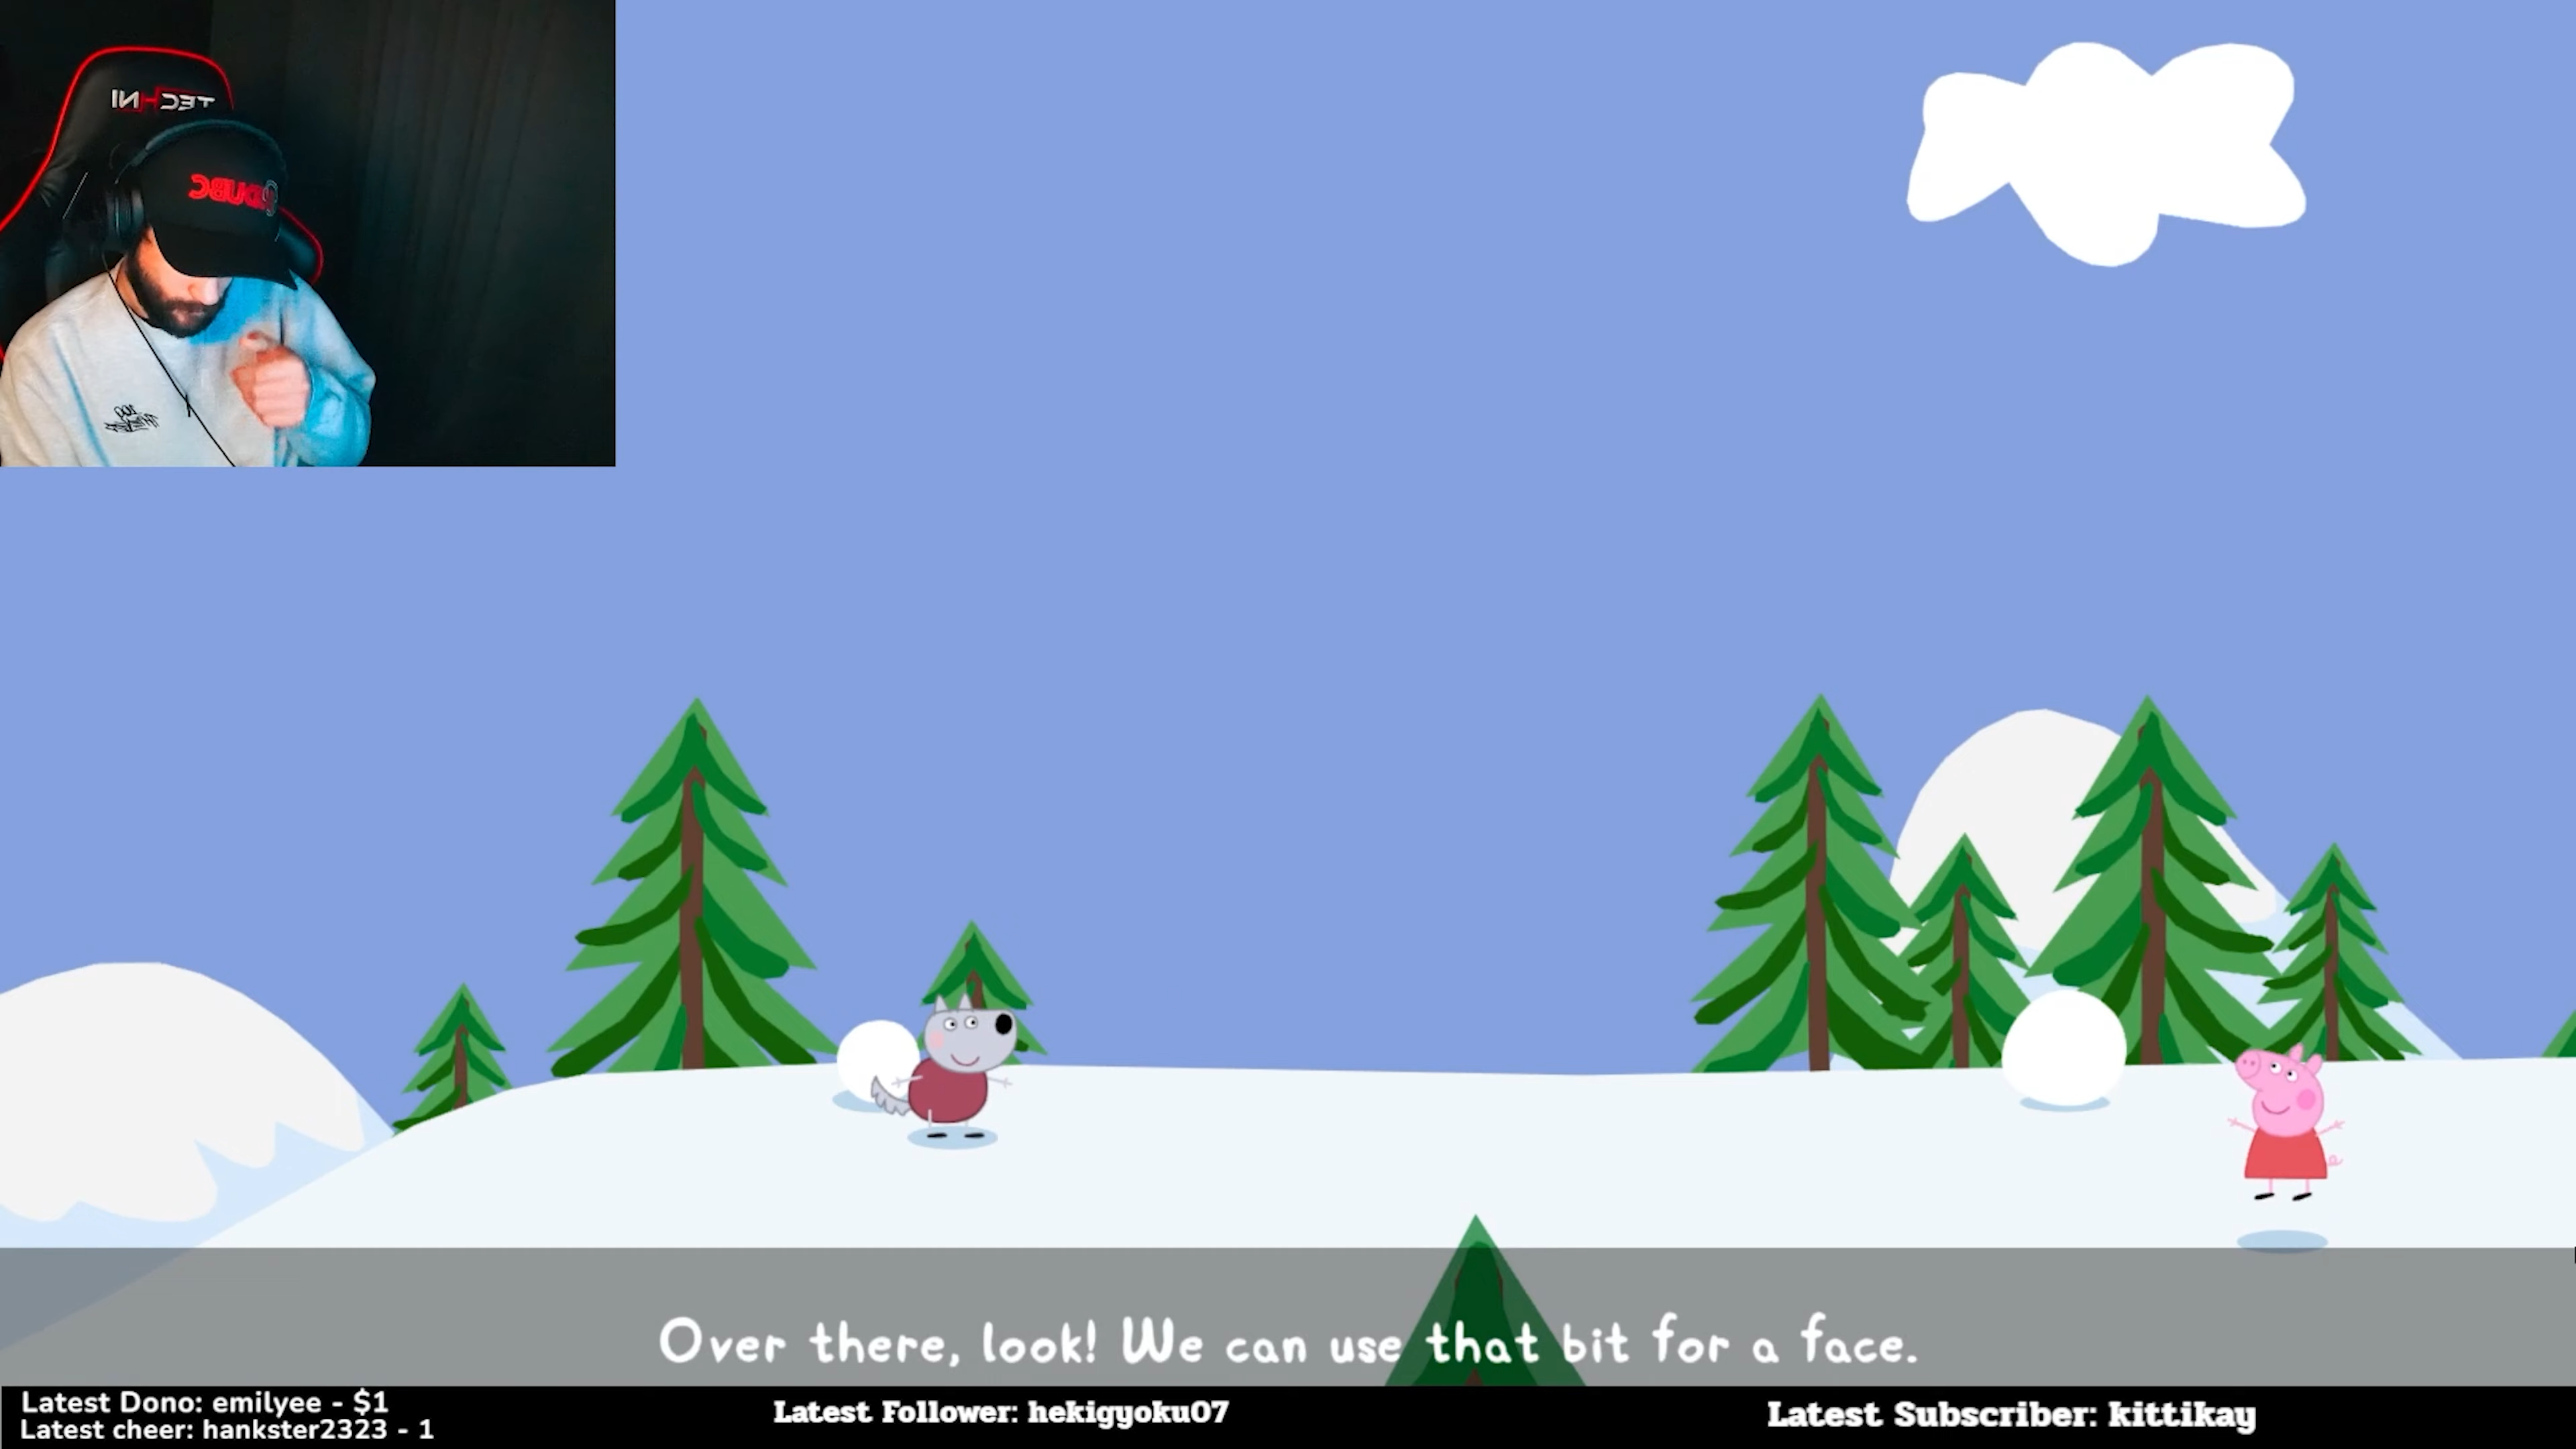 TECHNI
Over there, look! We can use that bit for a face.
Latest Dono: emilyee - $1
Latest cheer: hankster2323 - 1
Latest Follower: hekigyoku07
Latest Subscriber: kittikay